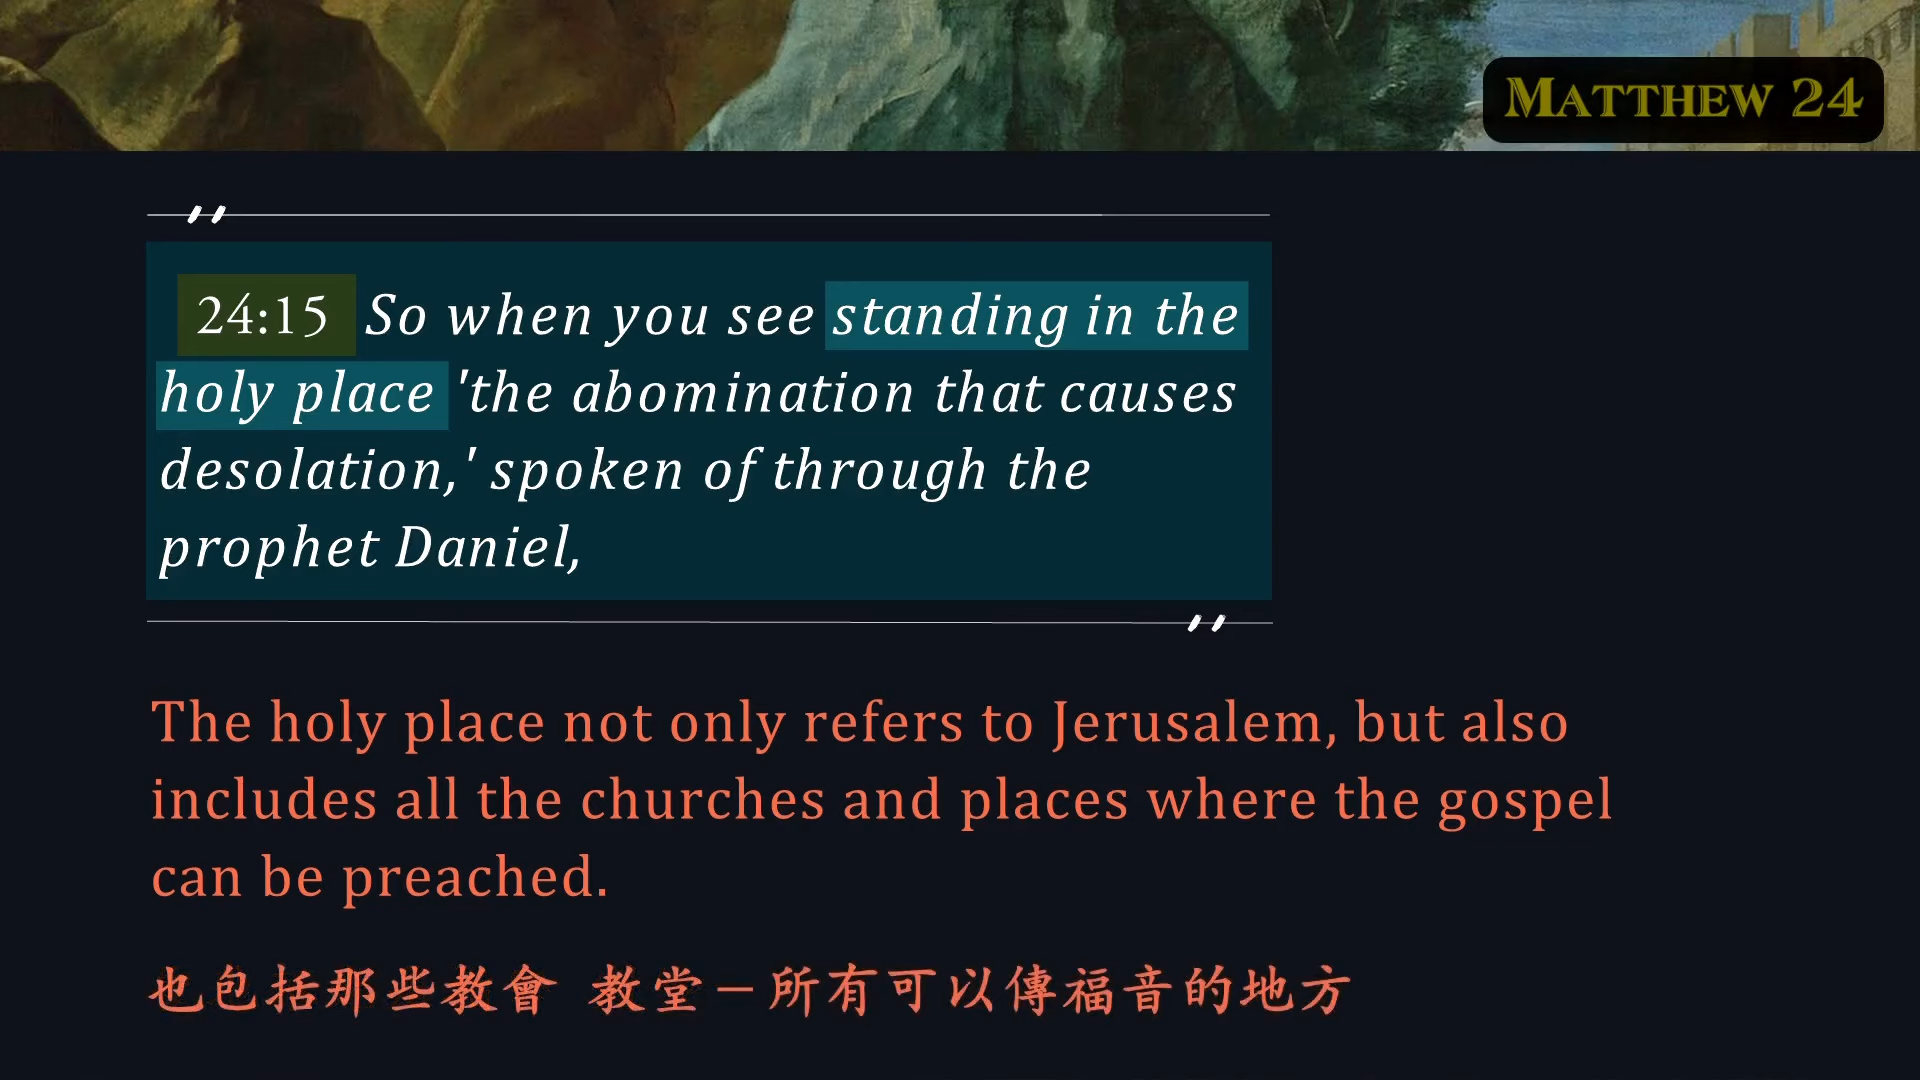 Matthew 24
24:15 So when you see standing in the
holy place 'the abomination that causes
desolation,' spoken of through the
prophet Daniel,
The holy place not only refers to Jerusalem, but also
includes all the churches and places where the gospel
can be preached.
也包括那些教會 教堂－所有可以傳福音的地方